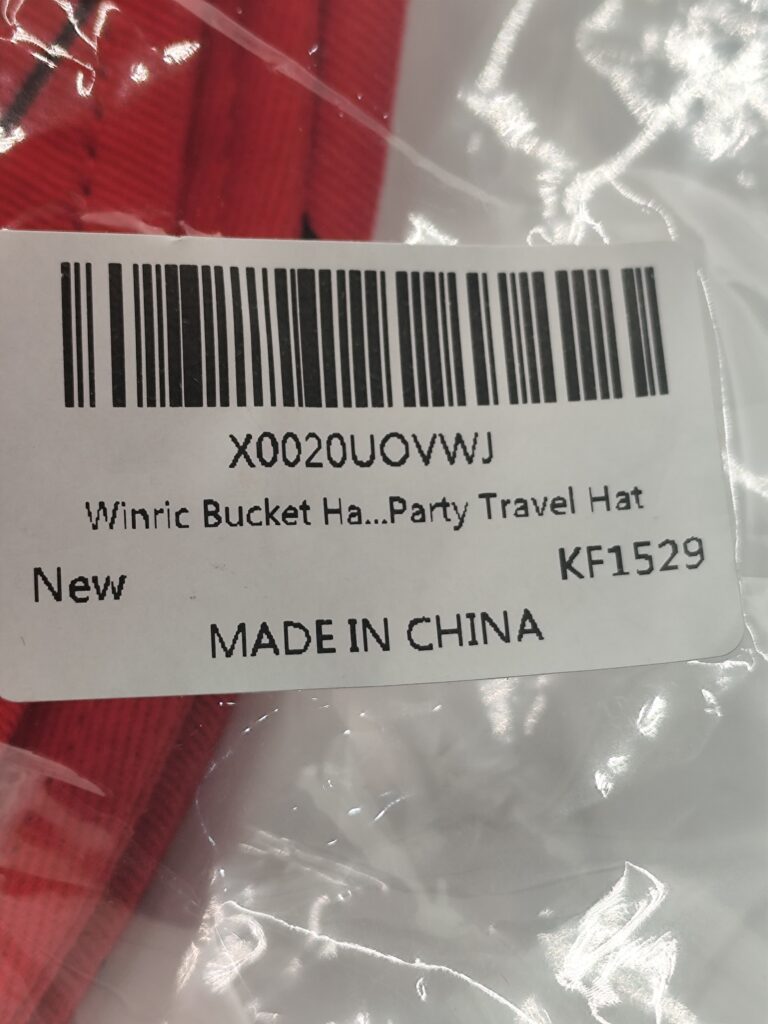 X0020UOVWJ
Winric Bucket Ha...Party Travel Hat
New
KF1529
MADE IN CHINA